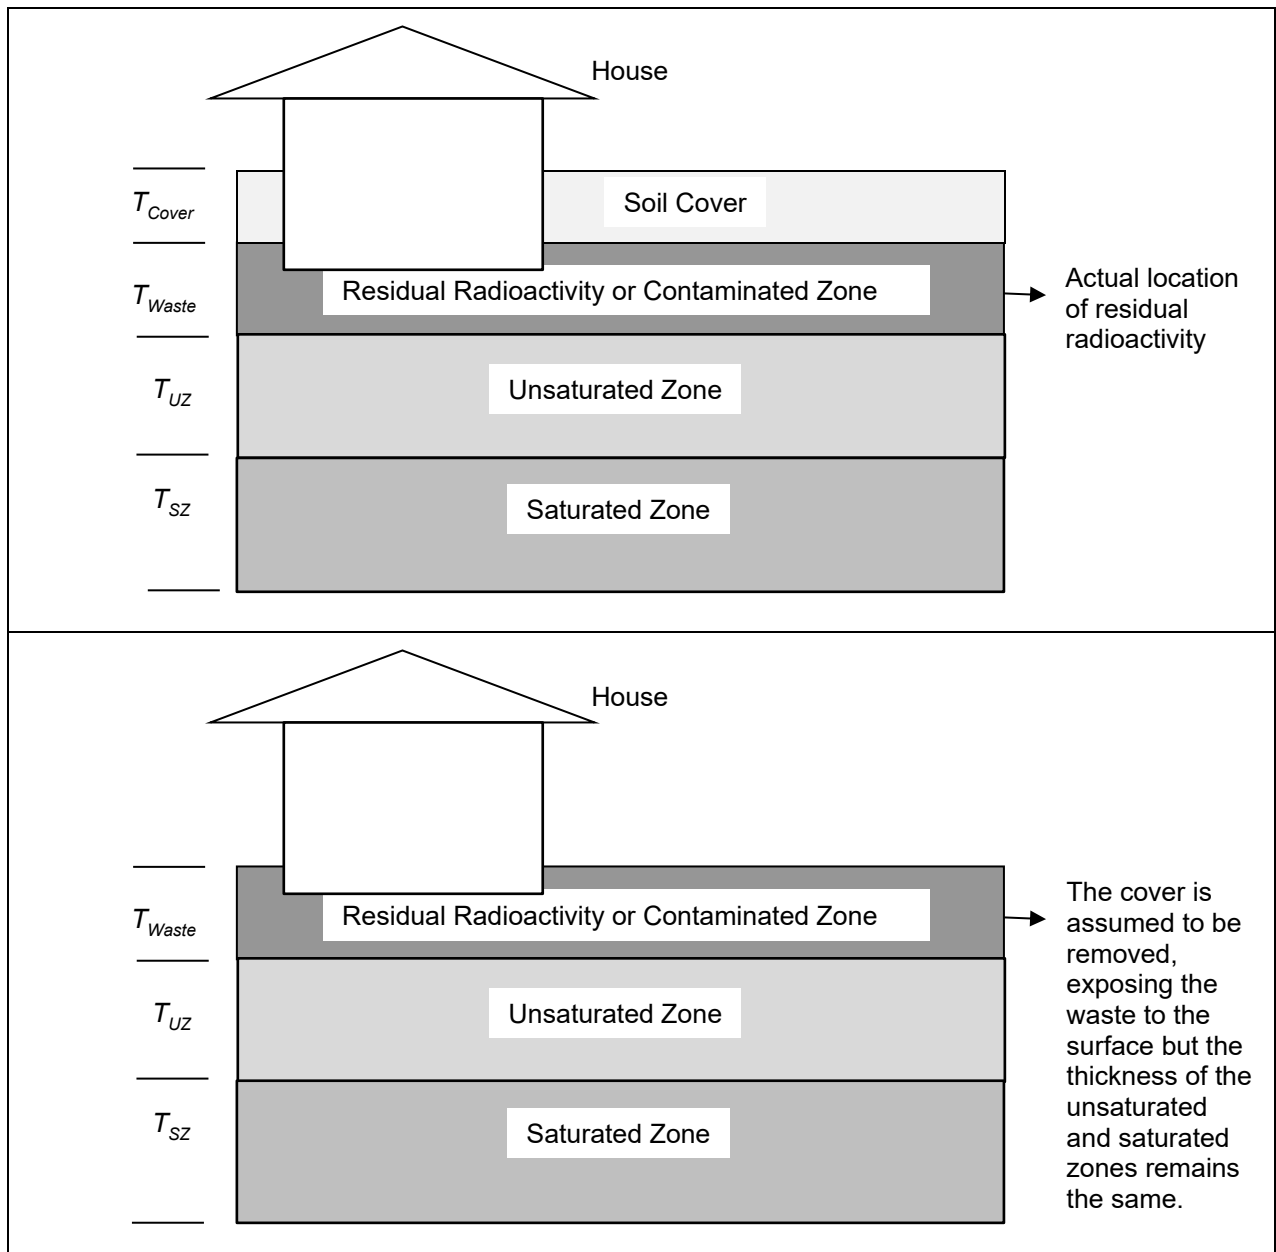 House
T_Cover
Soil Cover
T_Waste
Residual Radioactivity or Contaminated Zone
Actual location
of residual
radioactivity
T_UZ
Unsaturated Zone
T_SZ
Saturated Zone
House
T_Waste
Residual Radioactivity or Contaminated Zone
The cover is
assumed to be
removed,
exposing the
waste to the
surface but the
thickness of the
unsaturated
and saturated
zones remains
the same.
T_UZ
Unsaturated Zone
T_SZ
Saturated Zone